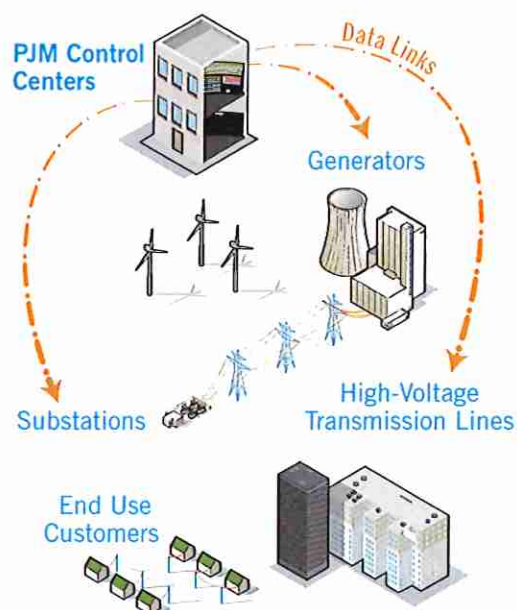 PJM Control
Centers
Data Links
Generators
Substations
High-Voltage
Transmission Lines
End Use
Customers